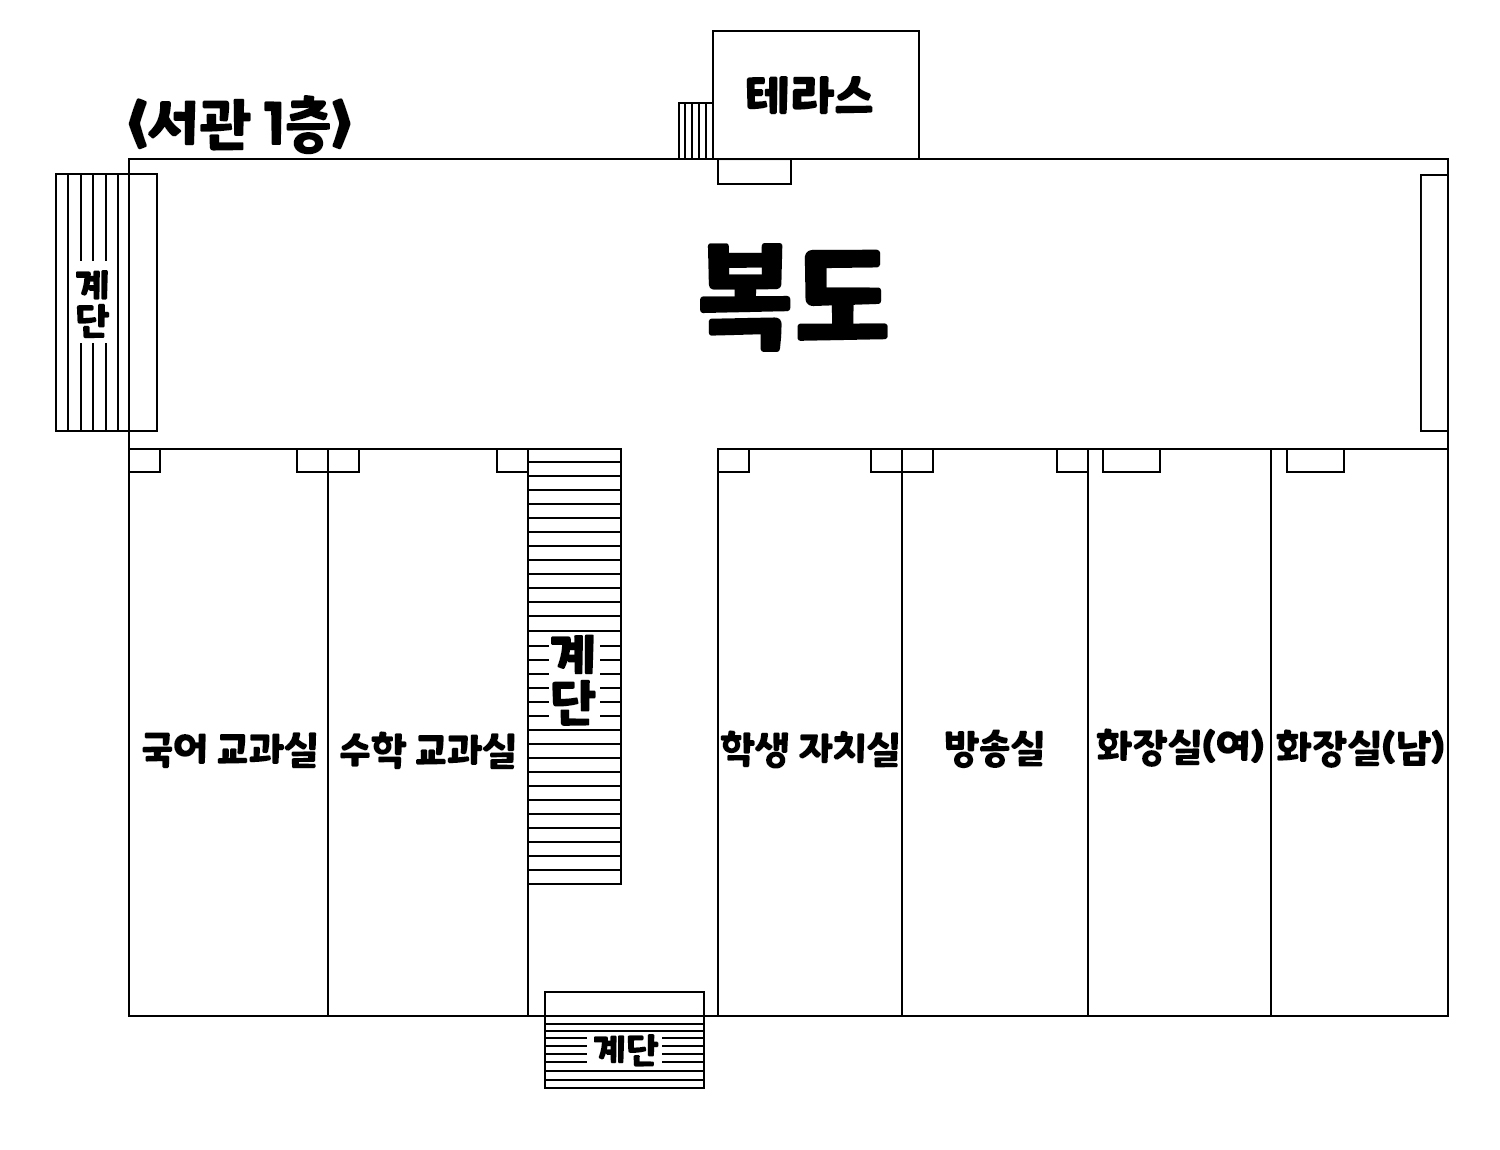 테라스
<서관 1층>
복도
계
단
계
단
국어 교과실
수학 교과실
학생 자치실
방송실
화장실(여)
화장실(남)
계단